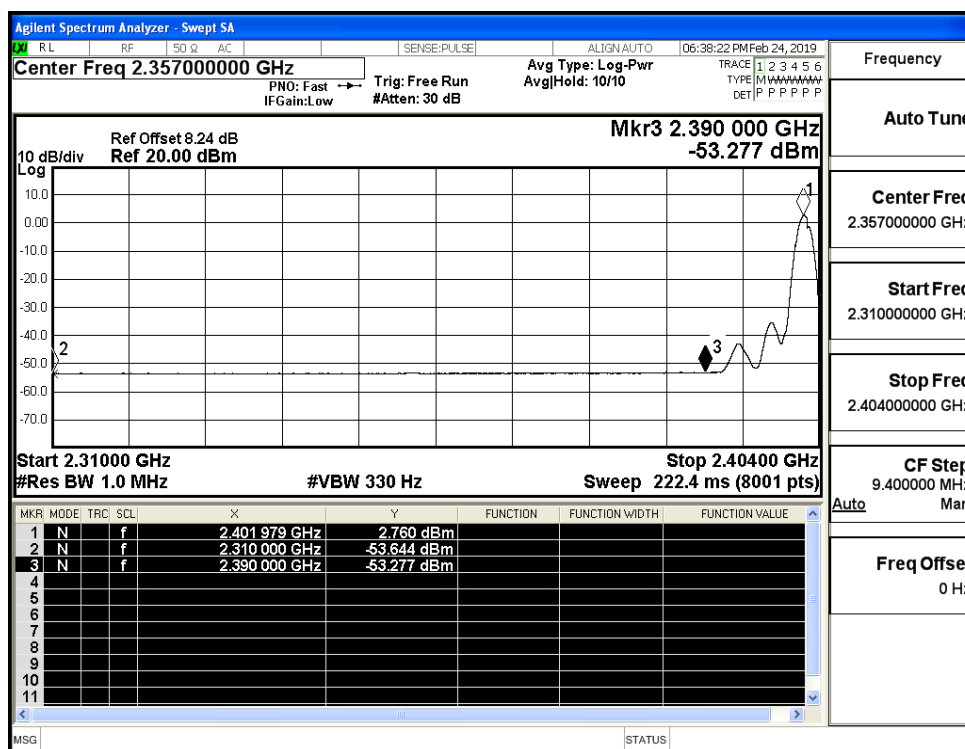 Agilent Spectrum Analyzer - Swept SA
LXI RL RF 50 Ω AC SENSE:PULSE ALIGN AUTO 06:38:22 PM Feb 24, 2019
Center Freq 2.357000000 GHz
PNO: Fast
IFGain:Low
Trig: Free Run
#Atten: 30 dB
Avg Type: Log-Pwr
Avg|Hold: 10/10
TRACE 1 2 3 4 5 6
TYPE M WWWWW
DET P P P P P P
Mkr3 2.390 000 GHz
-53.277 dBm
Ref Offset 8.24 dB
10 dB/div Ref 20.00 dBm
Log
10.0
0.00
-10.0
-20.0
-30.0
-40.0
-50.0
-60.0
-70.0
1
2
3
Start 2.31000 GHz Stop 2.40400 GHz
#Res BW 1.0 MHz #VBW 330 Hz Sweep 222.4 ms (8001 pts)
MKR MODE TRC SCL X Y FUNCTION FUNCTION WIDTH FUNCTION VALUE
1 N f 2.401 979 GHz 2.760 dBm
2 N f 2.310 000 GHz -53.644 dBm
3 N f 2.390 000 GHz -53.277 dBm
4
5
6
7
8
9
10
11
MSG STATUS
Frequency
Auto Tune
Center Freq
2.357000000 GHz
Start Freq
2.310000000 GHz
Stop Freq
2.404000000 GHz
CF Step
9.400000 MHz
Auto Man
Freq Offset
0 Hz